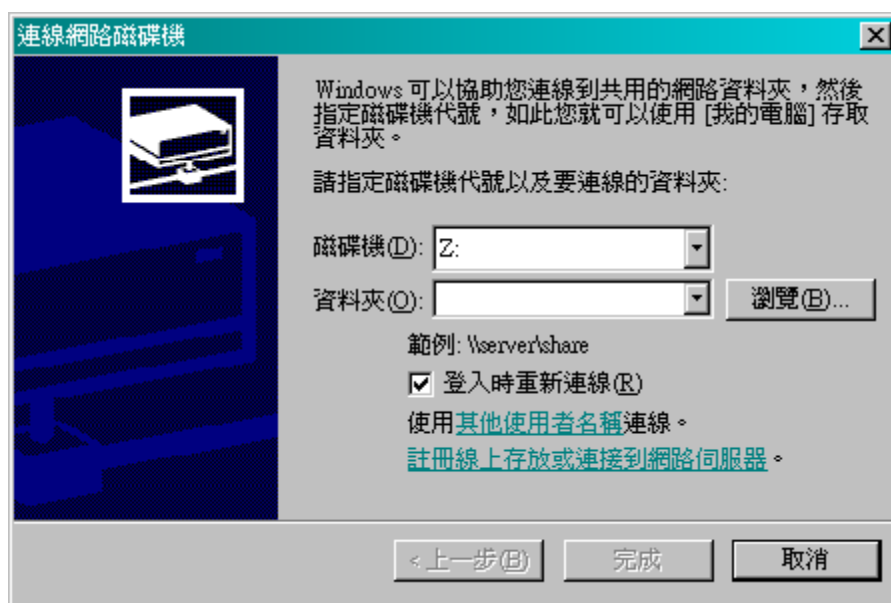 連線網路磁碟機
Windows 可以協助您連線到共用的網路資料夾，然後
指定磁碟機代號，如此您就可以使用 [我的電腦] 存取
資料夾。
請指定磁碟機代號以及要連線的資料夾:
磁碟機(D): Z:
資料夾(O): 瀏覽(B)...
範例: \\server\share
登入時重新連線(R)
使用其他使用者名稱連線。
註冊線上存放或連接到網路伺服器。
<上一步(B) 完成 取消